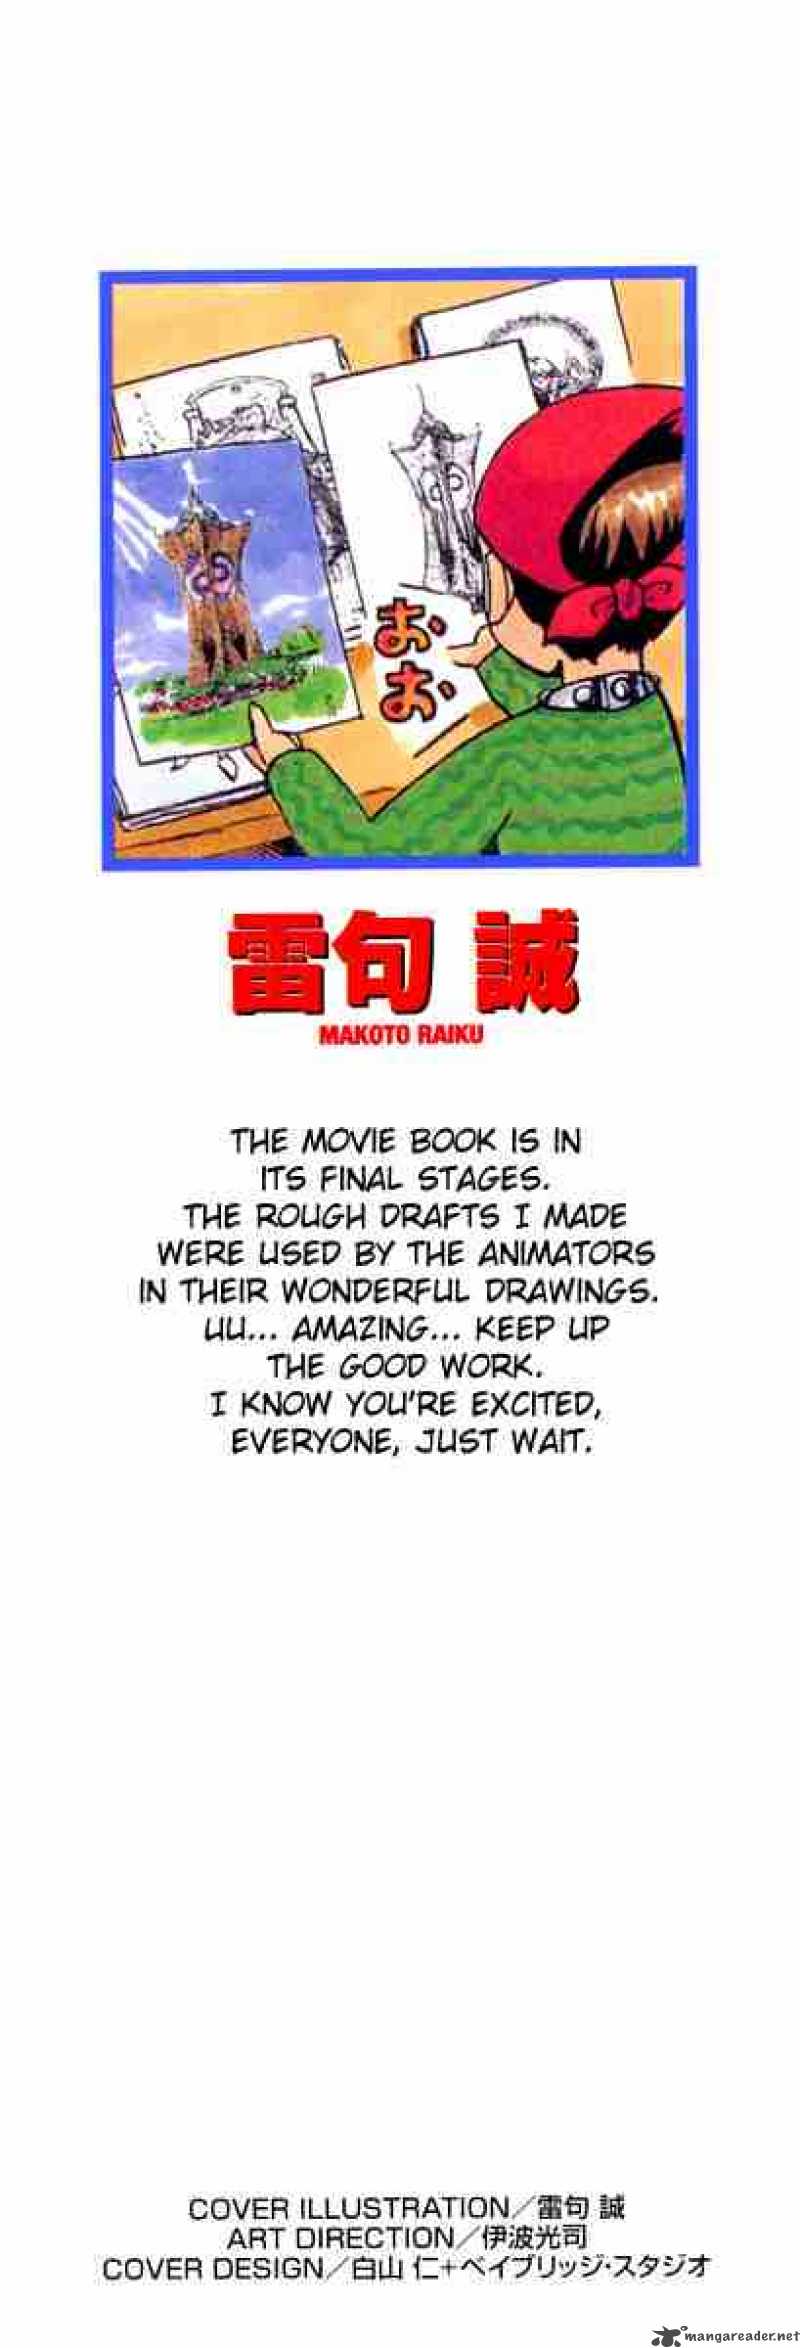 おお
雷句 誠
MAKOTO RAIKU
THE MOVIE BOOK IS IN
ITS FINAL STAGES.
THE ROUGH DRAFTS I MADE
WERE USED BY THE ANIMATORS
IN THEIR WONDERFUL DRAWINGS.
UU... AMAZING... KEEP UP
THE GOOD WORK.
I KNOW YOU'RE EXCITED,
EVERYONE, JUST WAIT.
COVER ILLUSTRATION／雷句 誠
ART DIRECTION／伊波光司
COVER DESIGN／白山 仁+ベイブリッジ・スタジオ
mangareader.net